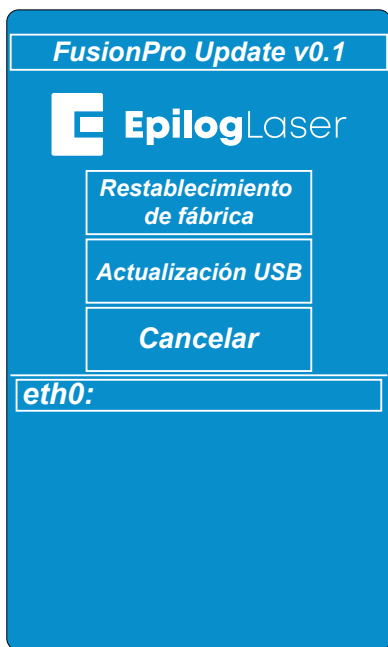 FusionPro Update v0.1
EpilogLaser
Restablecimiento
de fábrica
Actualización USB
Cancelar
eth0: